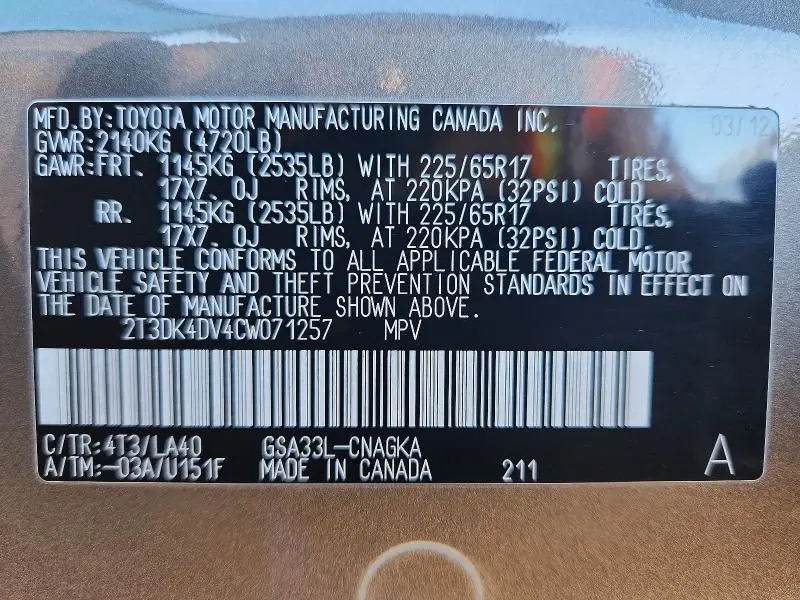 MFD. BY: TOYOTA MOTOR MANUFACTURING CANADA INC. 03/12
GVWR: 2140KG (4720LB)
GAWR: FRT. 1145KG (2535LB) WITH 225/65R17 TIRES,
17X7. OJ RIMS, AT 220KPA (32PSI) COLD.
RR. 1145KG (2535LB) WITH 225/65R17 TIRES,
17X7. OJ RIMS, AT 220KPA (32PSI) COLD.
THIS VEHICLE CONFORMS TO ALL APPLICABLE FEDERAL MOTOR
VEHICLE SAFETY AND THEFT PREVENTION STANDARDS IN EFFECT ON
THE DATE OF MANUFACTURE SHOWN ABOVE.
2T3DK4DV4CW071257 MPV
C/TR: 4T3/LA40 GSA33L-CNAGKA
A/TM: -03A/U151F MADE IN CANADA 211 A